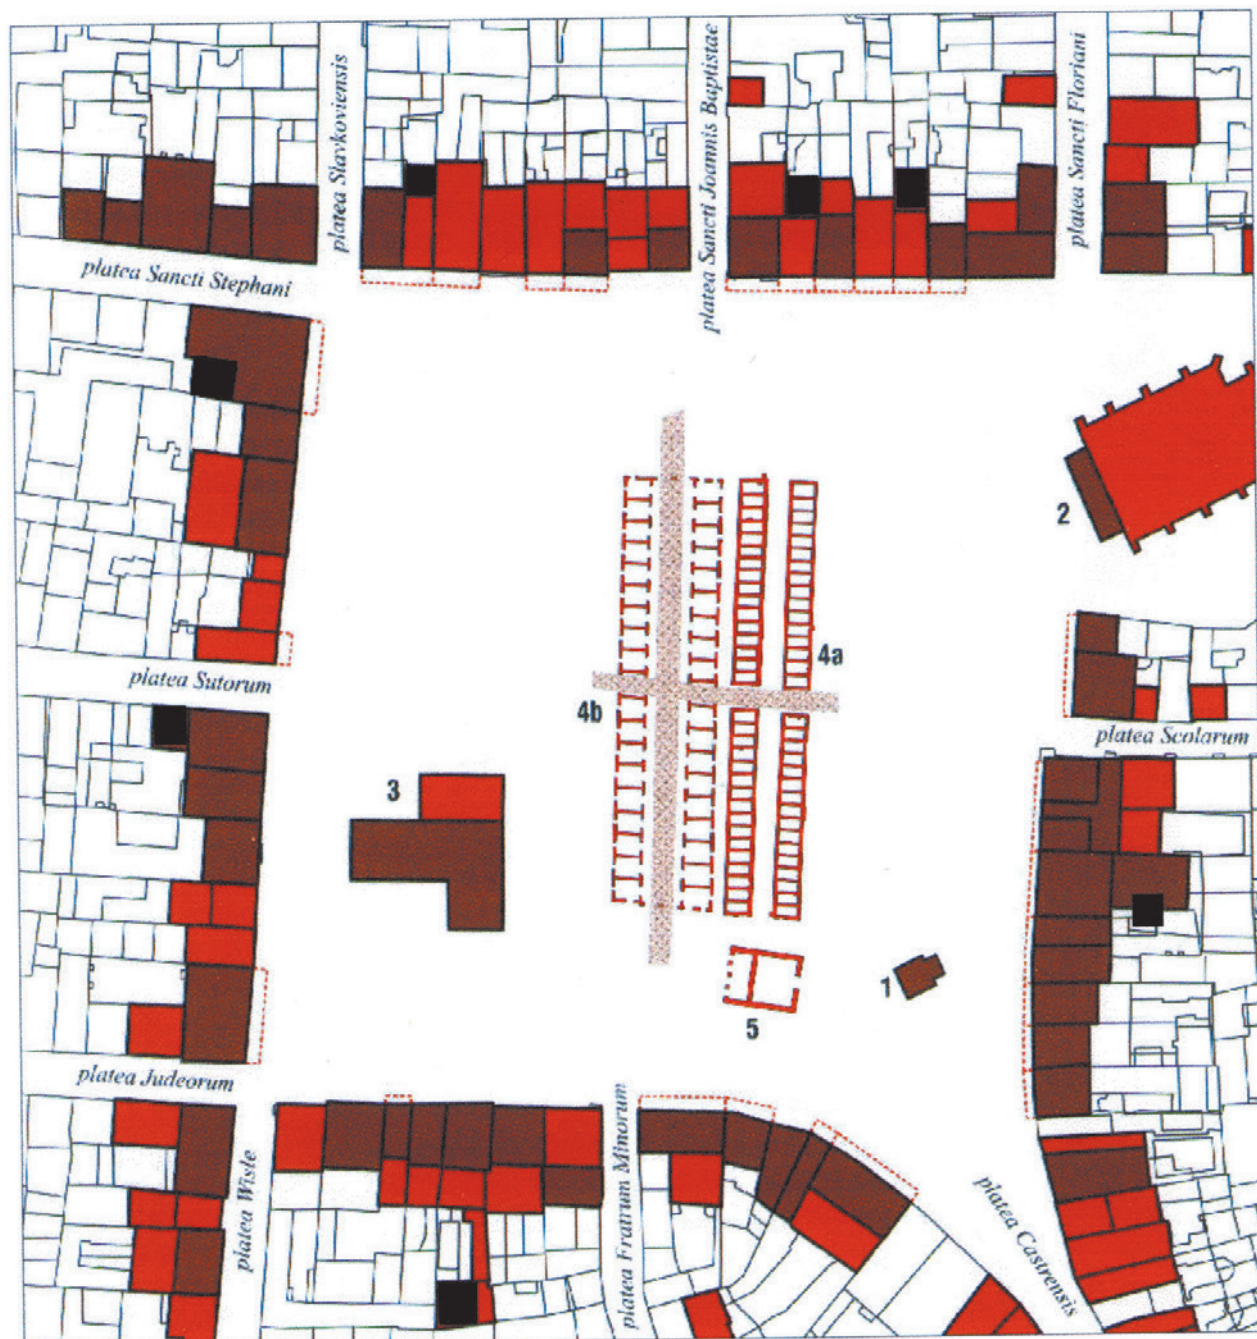 platea Slavkoviensis
platea Sancti Joannis Baptistae
platea Sancti Floriani
platea Sancti Stephani
2
4a
platea Sutorum
4b
platea Scolarum
3
1
5
platea Judeorum
platea Wisle
platea Fratrum Minorum
platea Castrensis